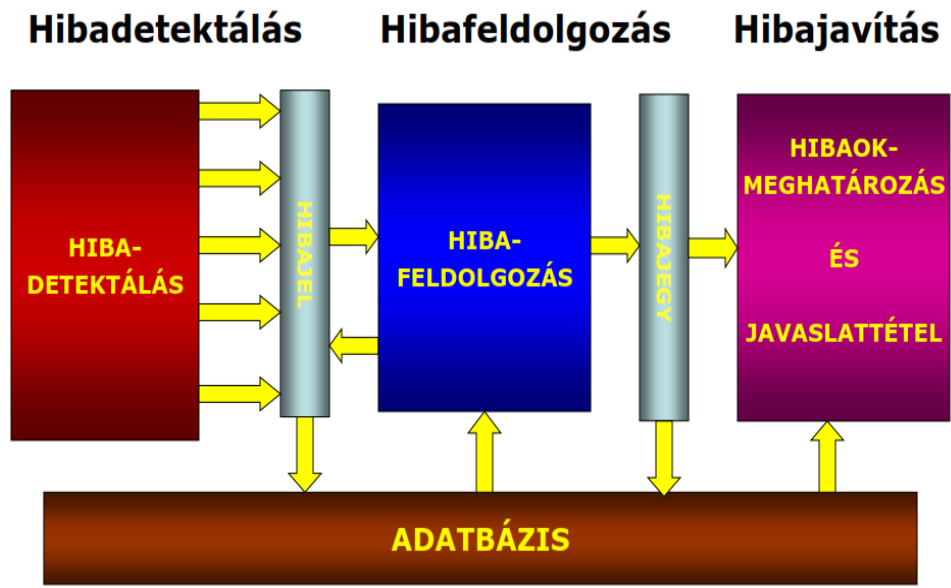 Hibadetektálás
Hibafeldolgozás
Hibajavítás
HIBA-
DETEKTÁLÁS
HIBAJEL
HIBA-
FELDOLGOZÁS
HIBAJEGY
HIBAOK-
MEGHATÁROZÁS
ÉS
JAVASLATTÉTEL
ADATBÁZIS